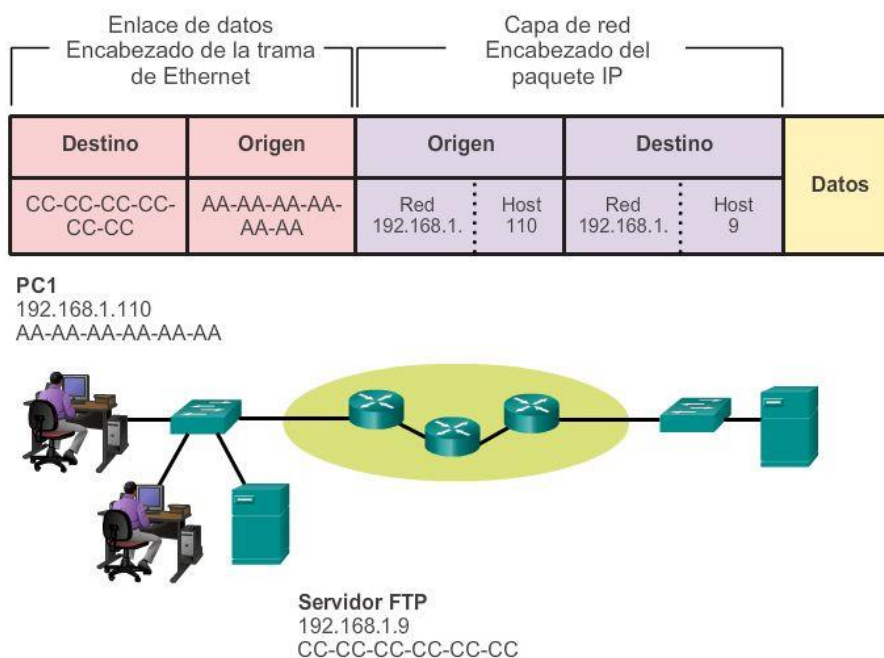 Enlace de datos
Encabezado de la trama
de Ethernet
Capa de red
Encabezado del
paquete IP
Destino
Origen
Origen
Destino
Datos
CC-CC-CC-CC-
CC-CC
AA-AA-AA-AA-
AA-AA
Red
192.168.1.
Host
110
Red
192.168.1.
Host
9
PC1
192.168.1.110
AA-AA-AA-AA-AA-AA
Servidor FTP
192.168.1.9
CC-CC-CC-CC-CC-CC